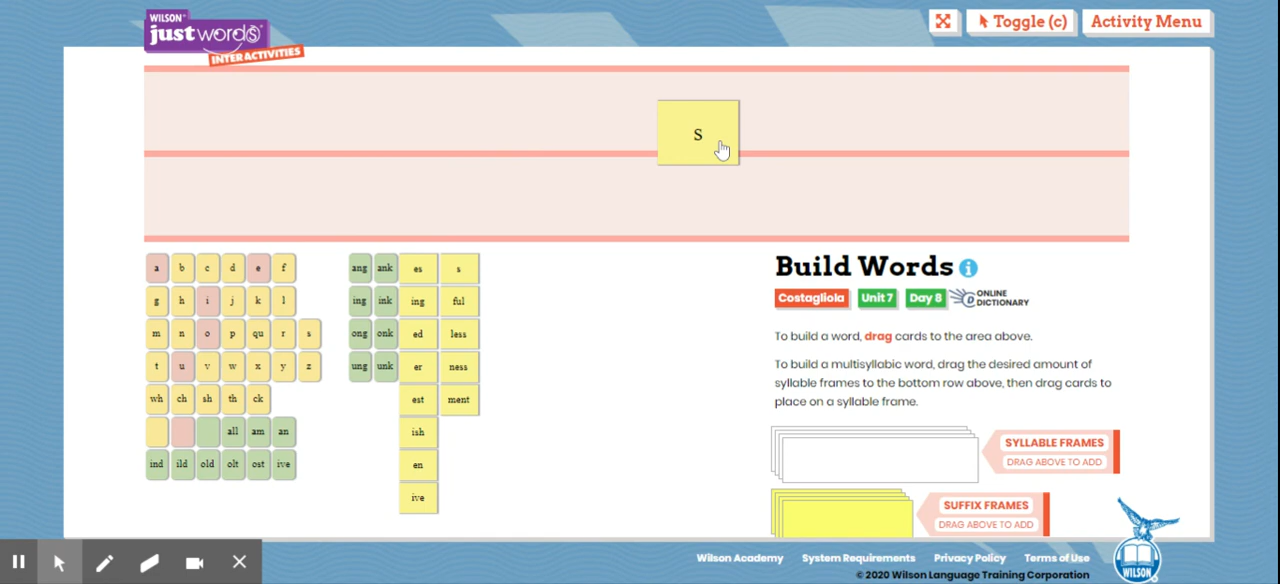 WILSON®
just words®
INTERACTIVITIES
Toggle (c)
Activity Menu
s
a b c d e f
g h i j k l
m n o p qu r s
t u v w x y z
wh ch sh th ck
all am an
ind ild old olt ost ive
ang ank
ing ink
ong onk
ung unk
es s
ing ful
ed less
er ness
est ment
ish
en
ive
Build Words i
Costagliola Unit 7 Day 8 ONLINE
DICTIONARY
To build a word, drag cards to the area above.
To build a multisyllabic word, drag the desired amount of
syllable frames to the bottom row above, then drag cards to
place on a syllable frame.
SYLLABLE FRAMES
DRAG ABOVE TO ADD
SUFFIX FRAMES
DRAG ABOVE TO ADD
Wilson Academy System Requirements Privacy Policy Terms of Use
© 2020 Wilson Language Training Corporation
WILSON